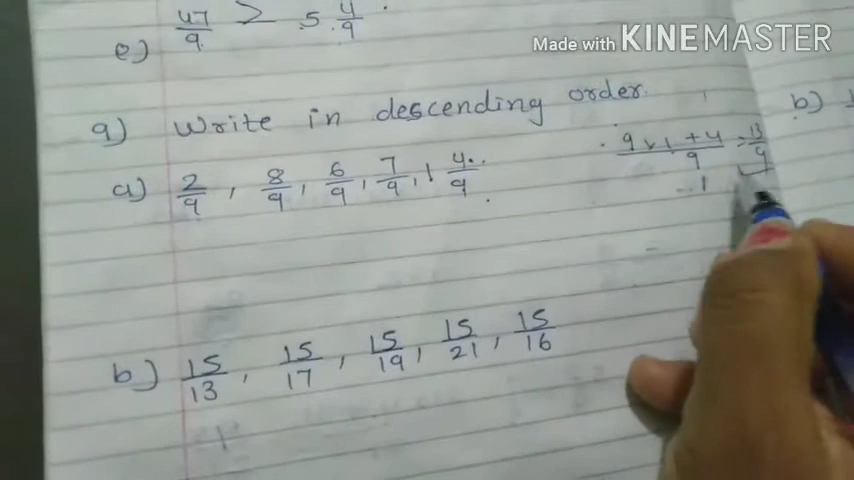 e) 47/9 > 5 4/9
Made with KINEMASTER
9) Write in descending order.
b)
a) 2/9, 8/9, 6/9, 7/9, 1 4/9
9 x 1 + 4 / 9 = 13/9
b) 15/13, 15/17, 15/19, 15/21, 15/16